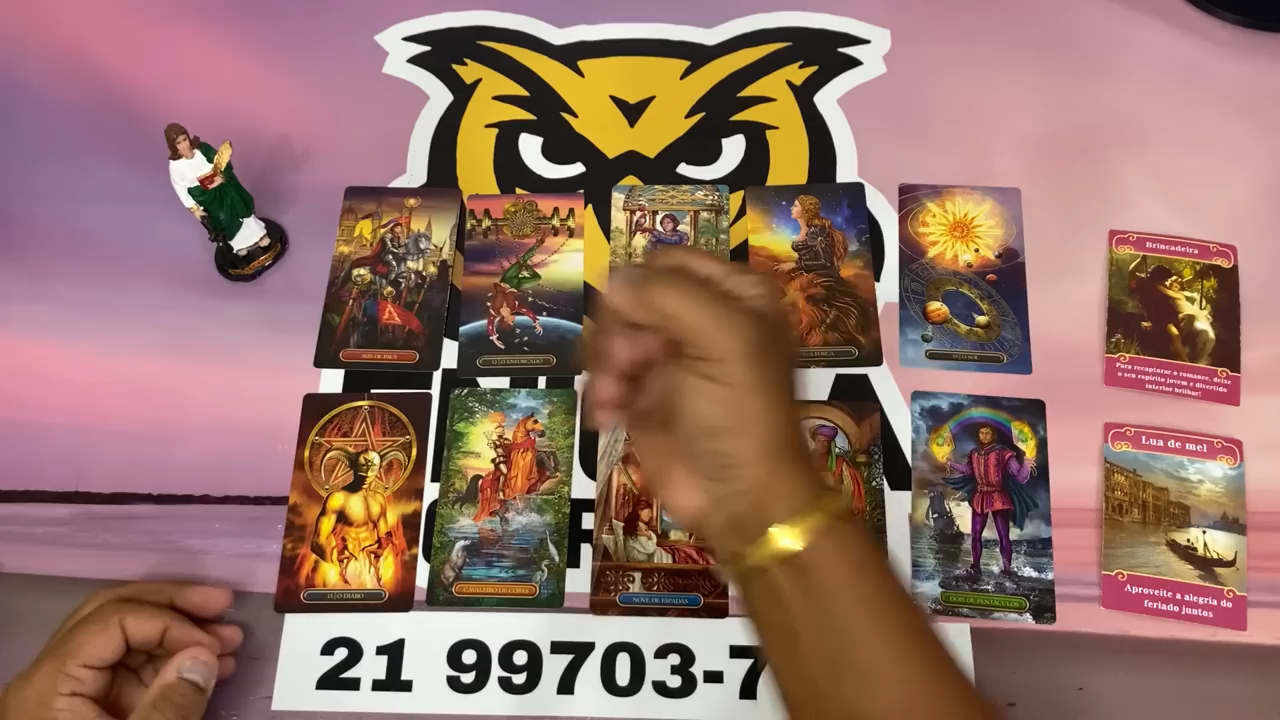 SEIS DE PAUS
12 | O ENFORCADO
A FORÇA
19 | O SOL
Brincadeira
Para recapturar o romance, deixe
o seu espírito jovem e divertido
interior brilhar!
15 | O DIABO
CAVALEIRO DE COPAS
NOVE DE ESPADAS
DOIS DE PENTÁCULOS
Lua de mel
Aproveite a alegria do
feriado juntos
21 99703-7